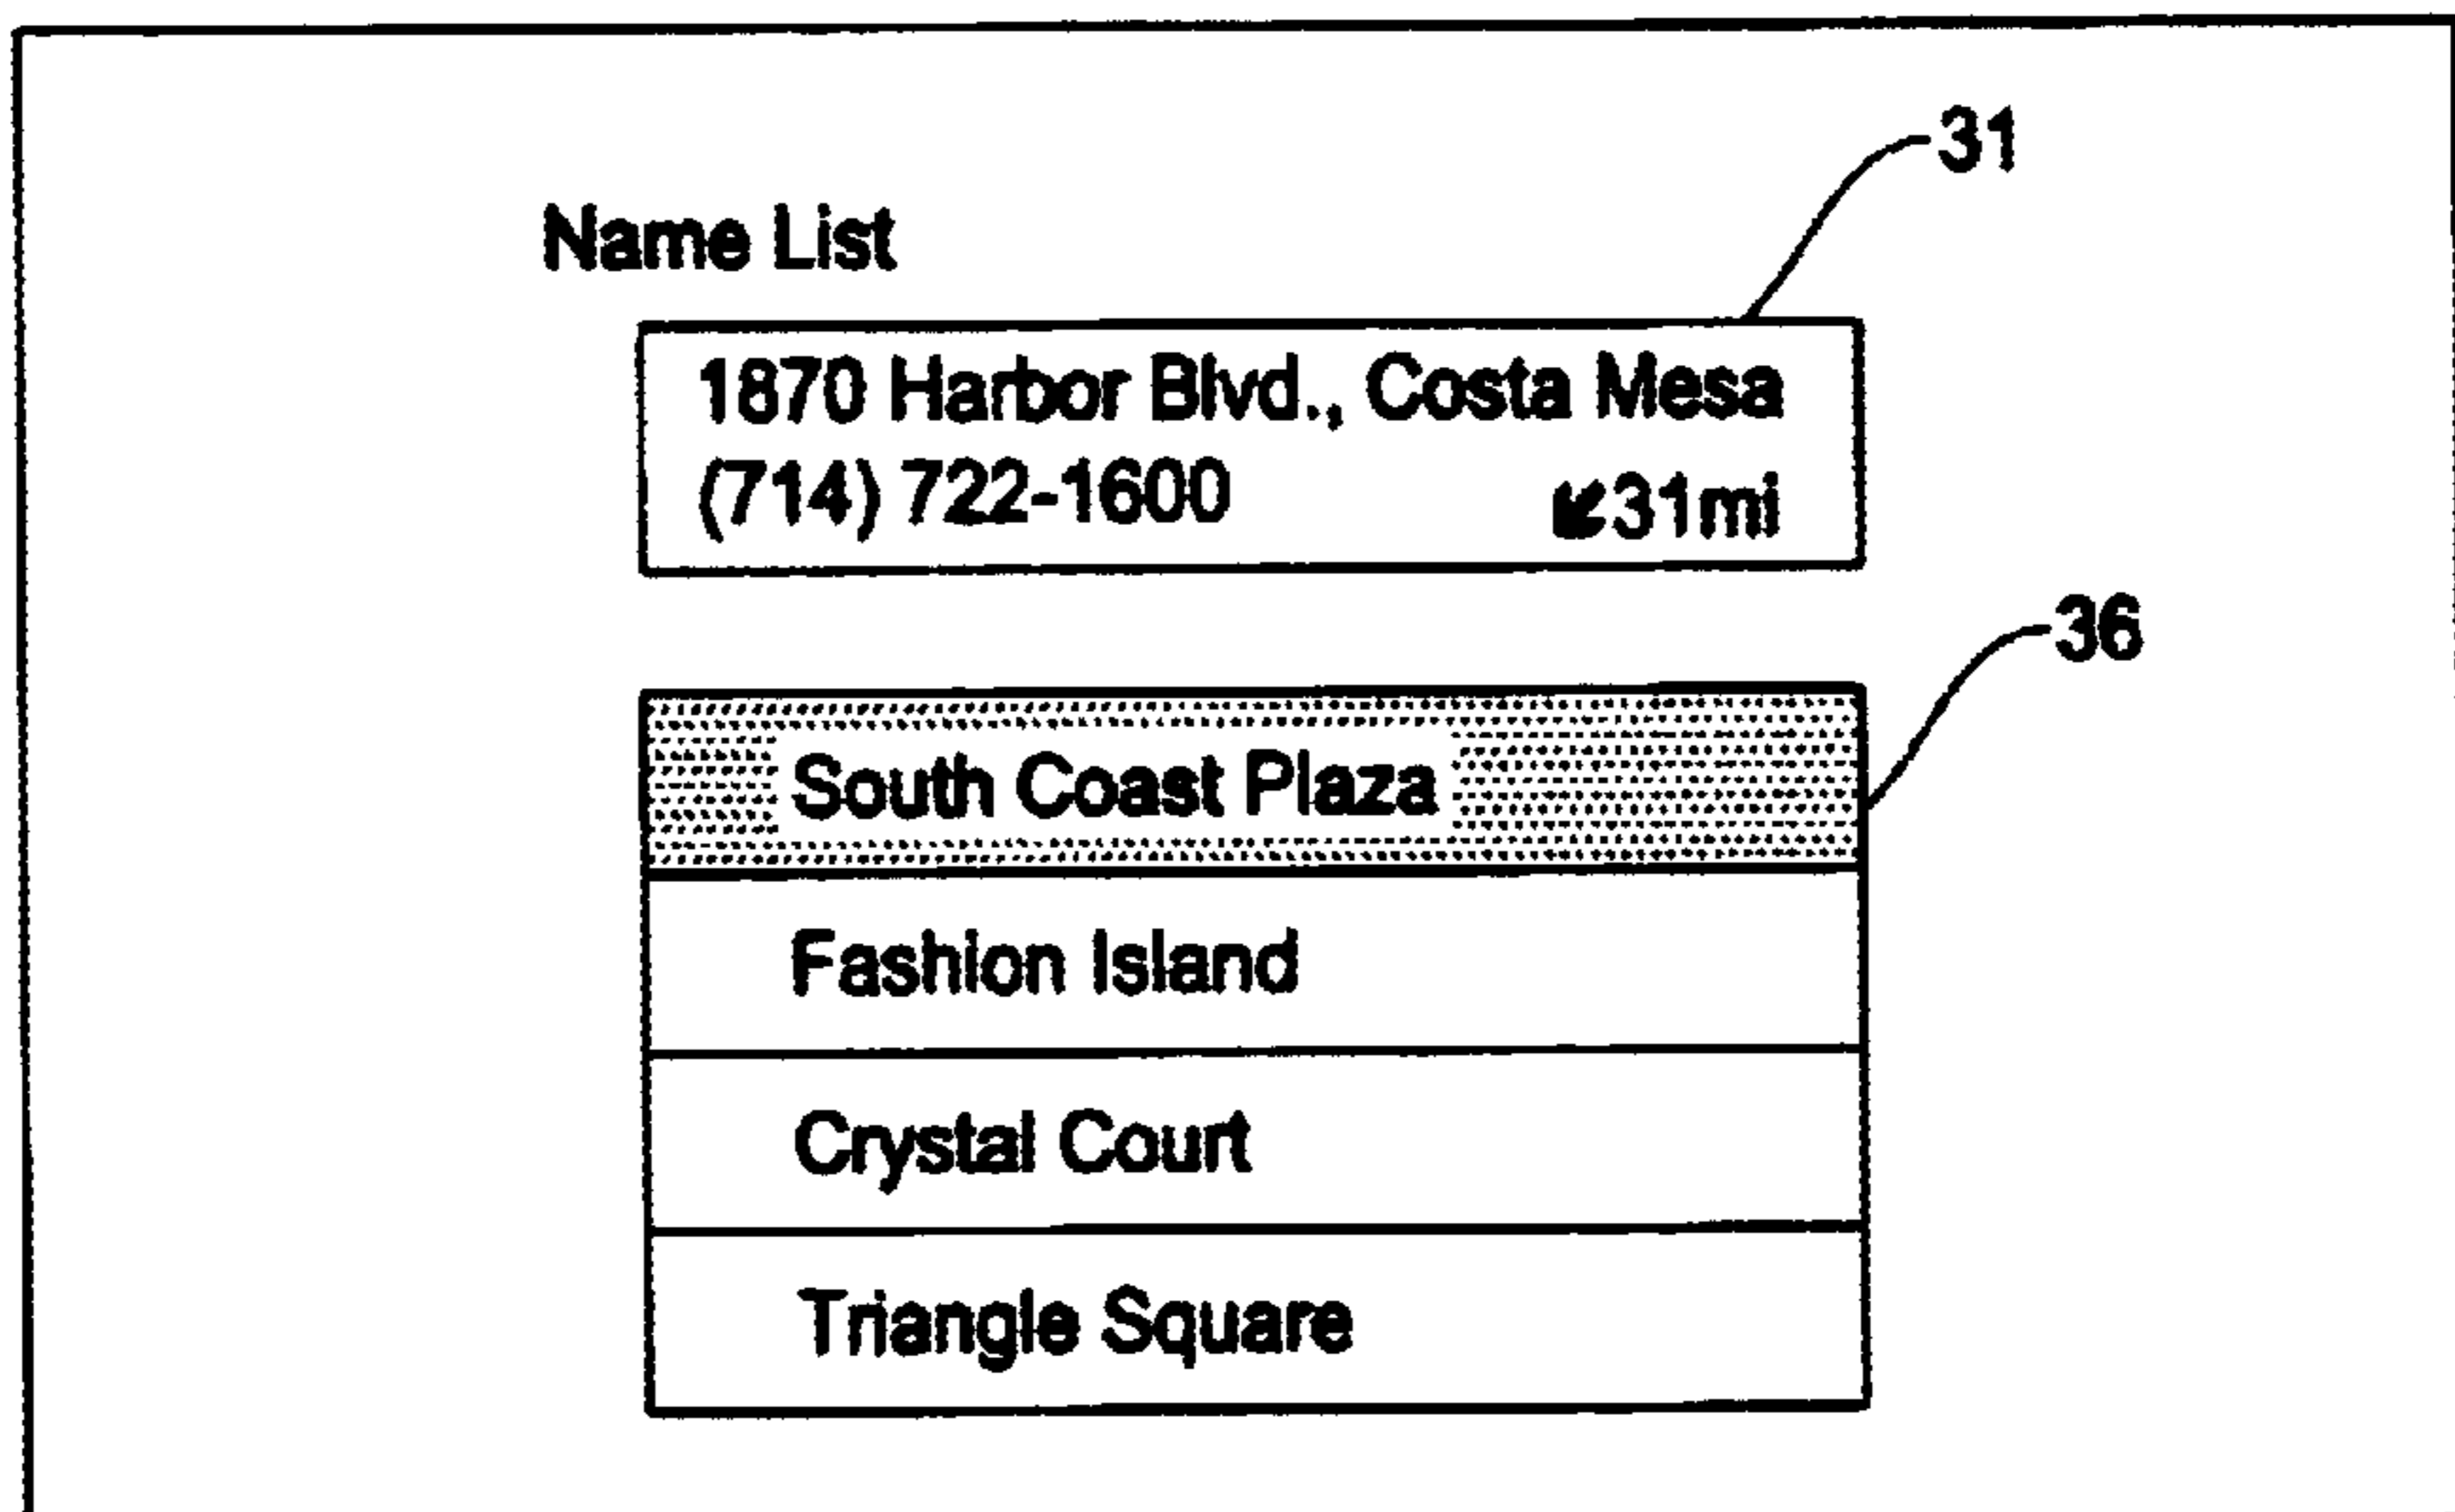 31
Name List
1870 Harbor Blvd., Costa Mesa
(714) 722-1600 ↙31mi
36
South Coast Plaza
Fashion Island
Crystal Court
Triangle Square